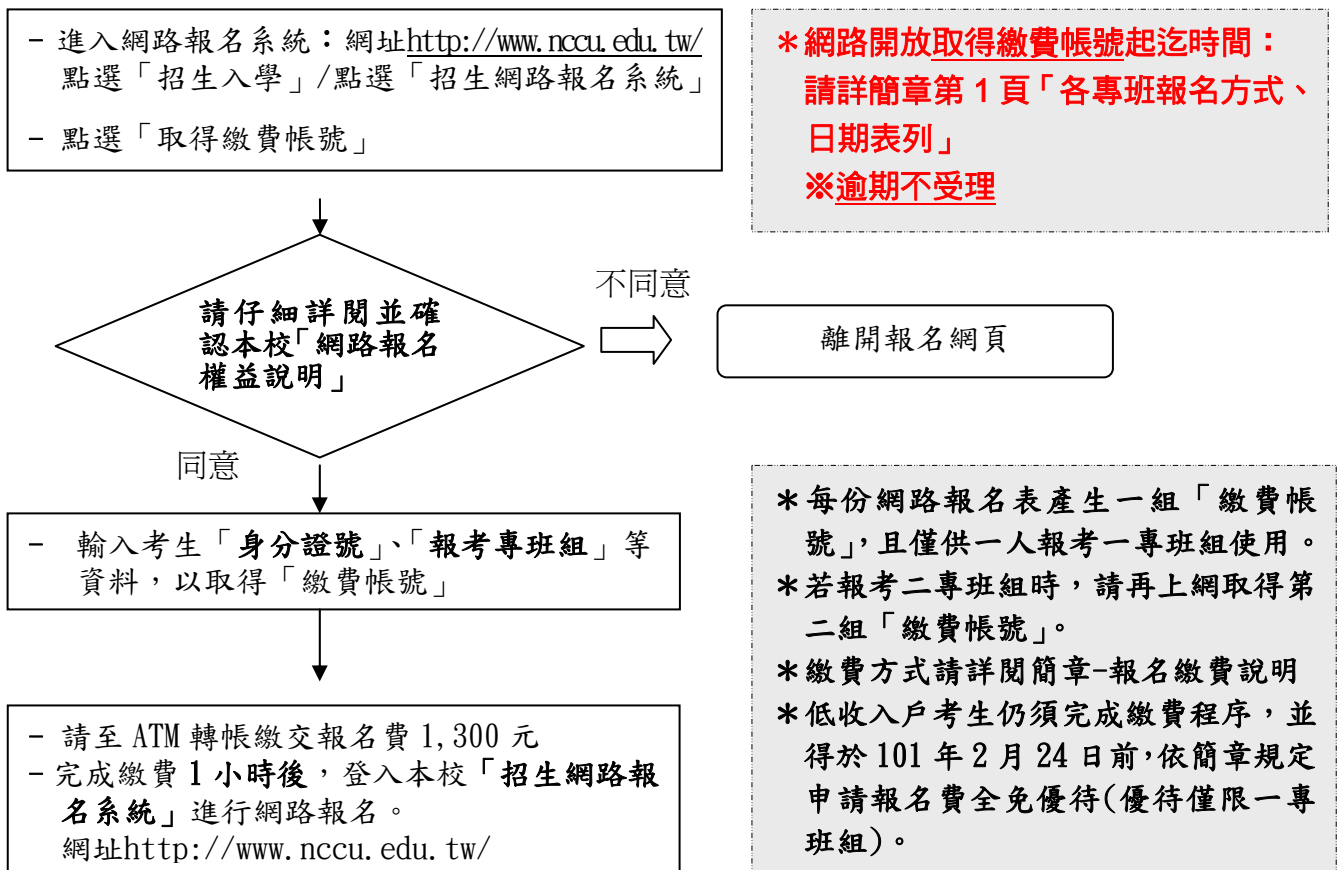 - 進入網路報名系統：網址http://www.nccu.edu.tw/
點選「招生入學」/點選「招生網路報名系統」
- 點選「取得繳費帳號」
＊網路開放取得繳費帳號起迄時間：
請詳簡章第 1 頁「各專班報名方式、
日期表列」
※逾期不受理
請仔細詳閱並確
認本校「網路報名
權益說明」
不同意
離開報名網頁
同意
- 輸入考生「身分證號」、「報考專班組」等
資料，以取得「繳費帳號」
＊每份網路報名表產生一組「繳費帳
號」，且僅供一人報考一專班組使用。
＊若報考二專班組時，請再上網取得第
二組「繳費帳號」。
＊繳費方式請詳閱簡章-報名繳費說明
＊低收入戶考生仍須完成繳費程序，並
得於 101 年 2 月 24 日前，依簡章規定
申請報名費全免優待(優待僅限一專
班組)。
- 請至 ATM 轉帳繳交報名費 1,300 元
- 完成繳費 1 小時後，登入本校「招生網路報
名系統」進行網路報名。
網址http://www.nccu.edu.tw/